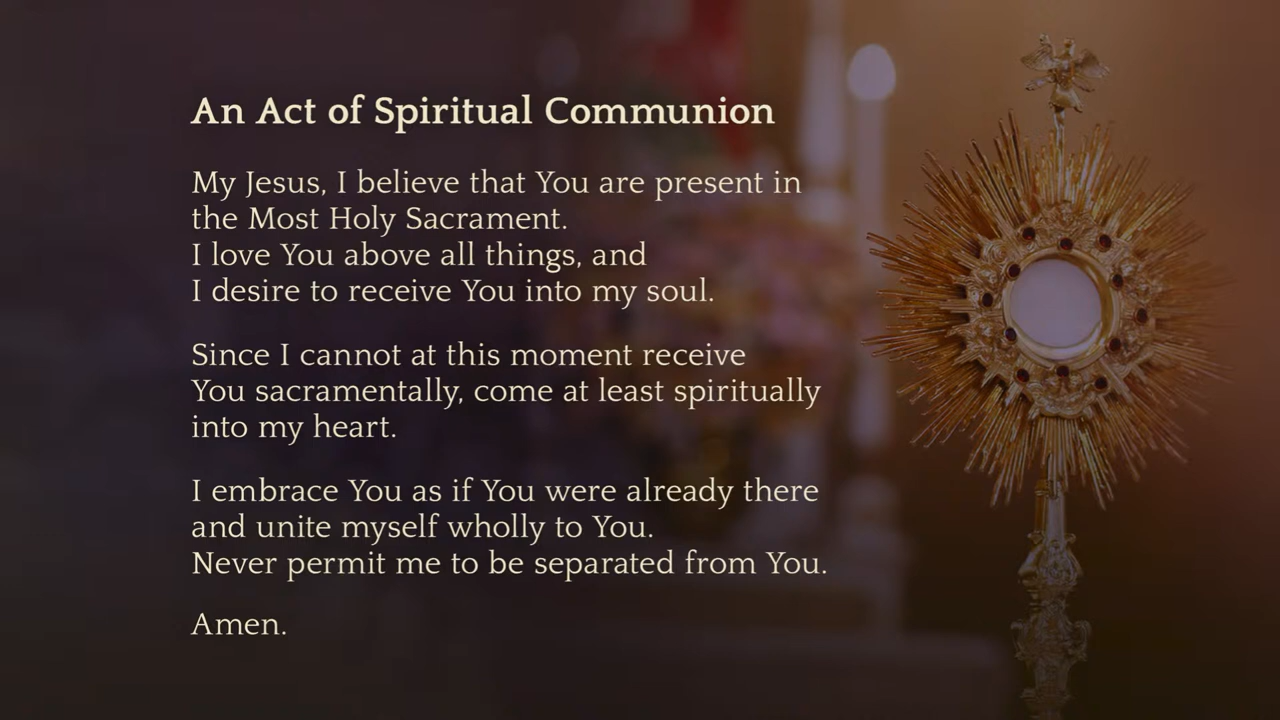 An Act of Spiritual Communion
My Jesus, I believe that You are present in
the Most Holy Sacrament.
I love You above all things, and
I desire to receive You into my soul.
Since I cannot at this moment receive
You sacramentally, come at least spiritually
into my heart.
I embrace You as if You were already there
and unite myself wholly to You.
Never permit me to be separated from You.
Amen.